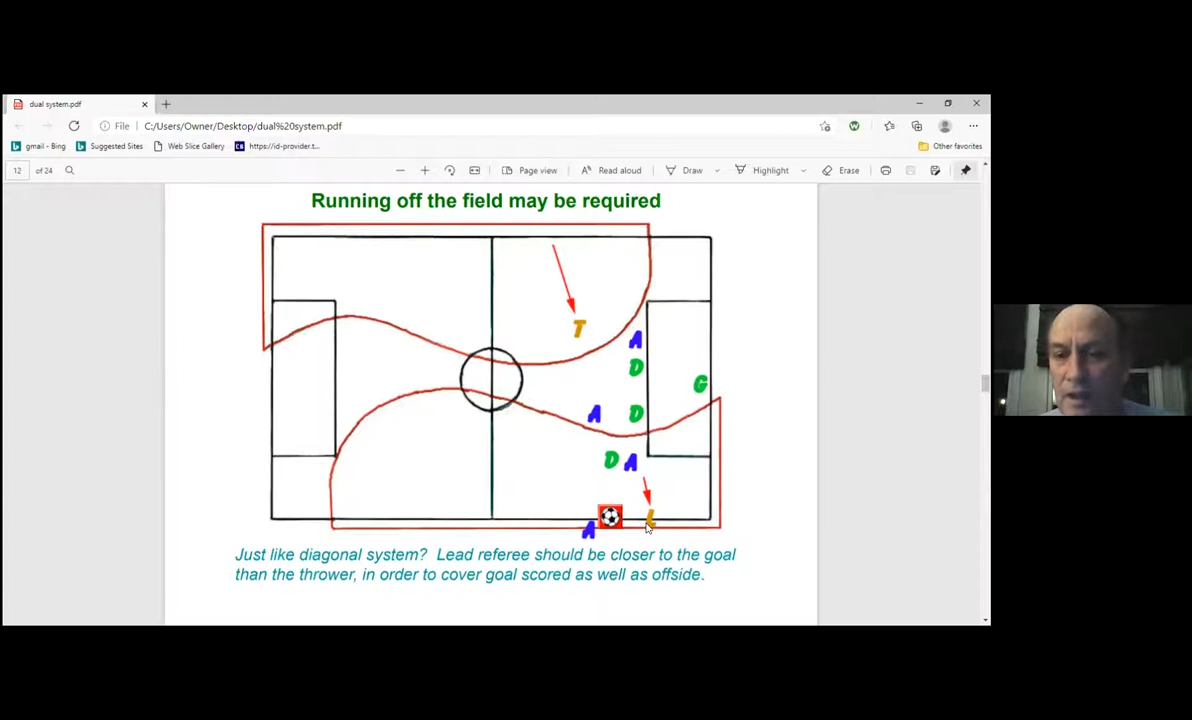 dual system.pdf
File C:/Users/Owner/Desktop/dual%20system.pdf
gmail - Bing Suggested Sites Web Slice Gallery https://id-provider.t... Other favorites
12 of 24 Page view Read aloud Draw Highlight Erase
Running off the field may be required
T
A
D
G
A D
D A
L
A
Just like diagonal system? Lead referee should be closer to the goal
than the thrower, in order to cover goal scored as well as offside.